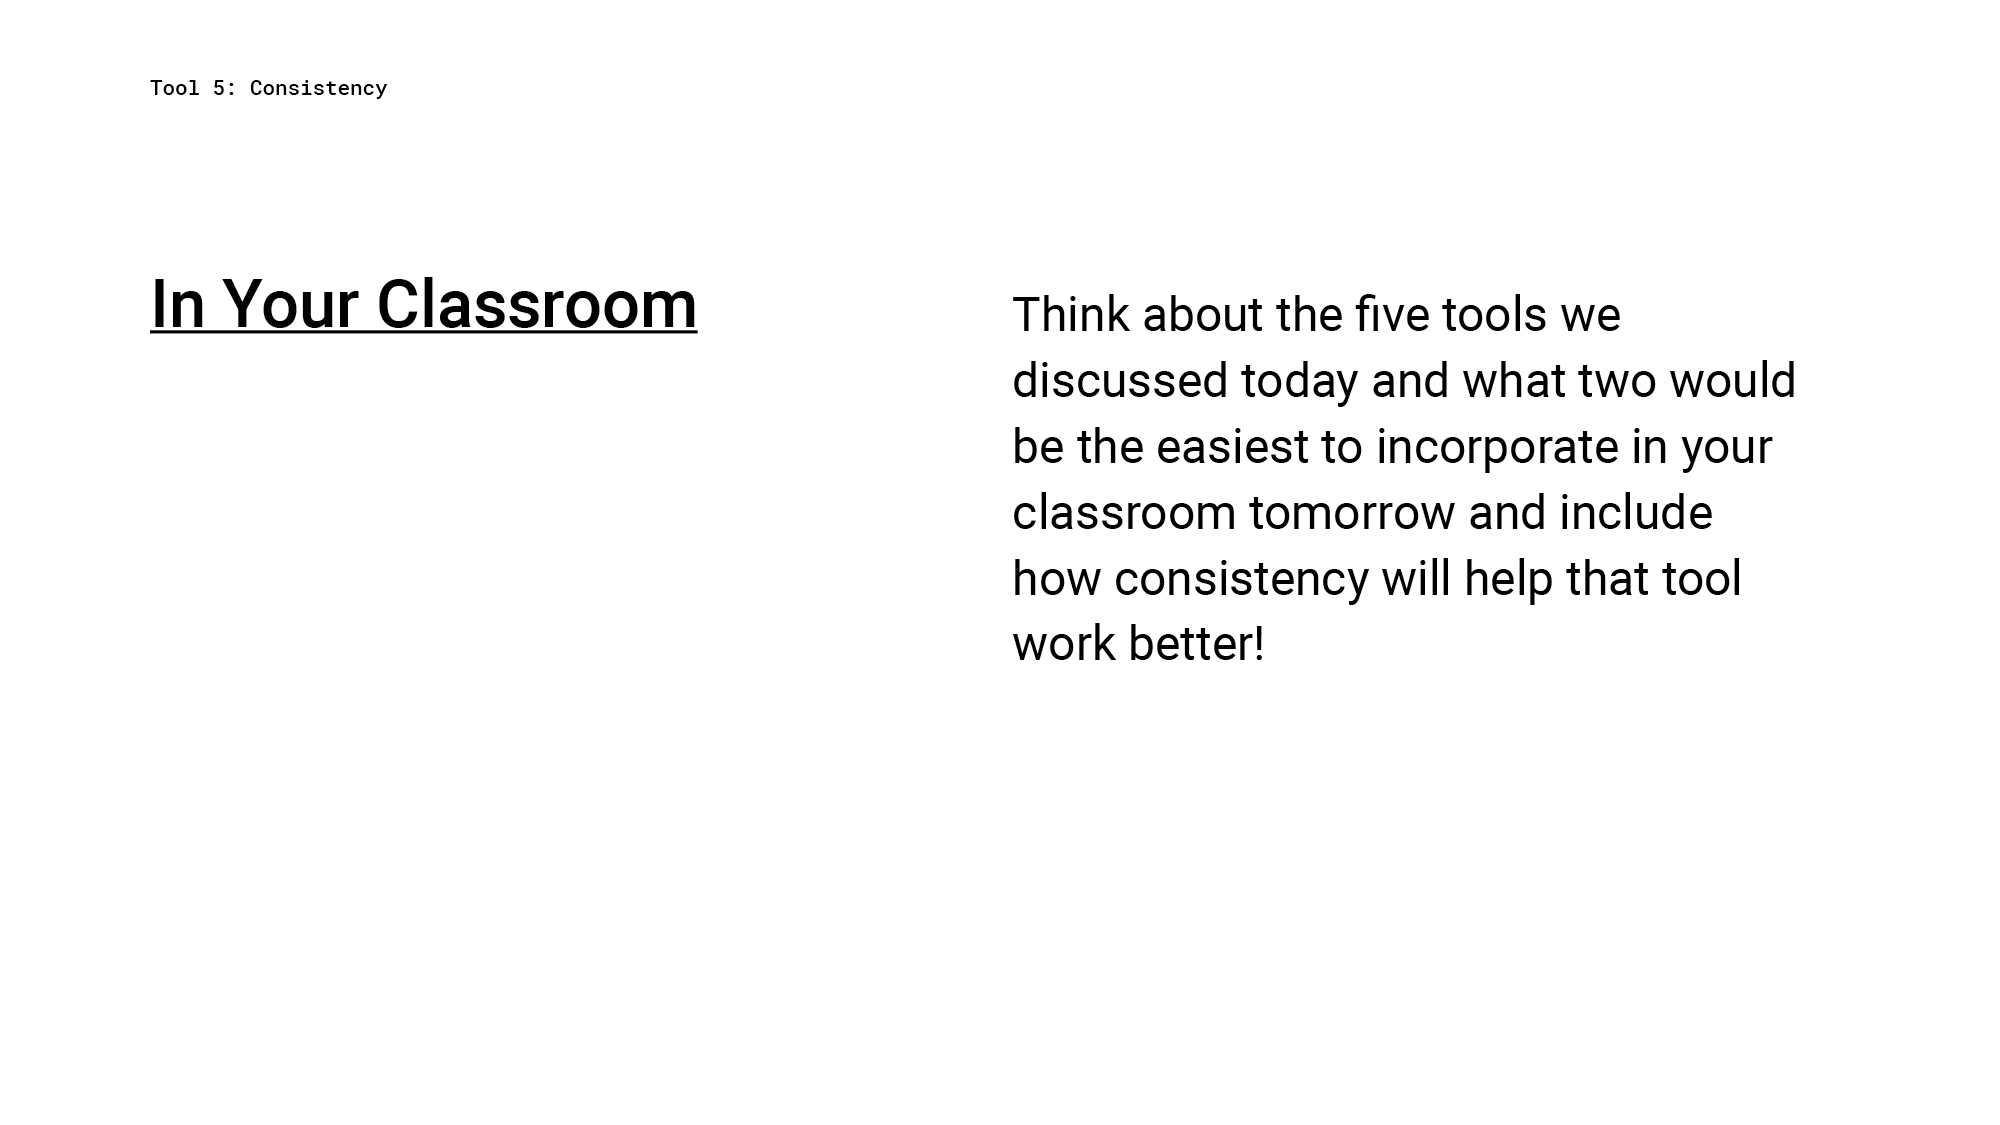 Tool 5: Consistency
In Your Classroom
Think about the five tools we
discussed today and what two would
be the easiest to incorporate in your
classroom tomorrow and include
how consistency will help that tool
work better!